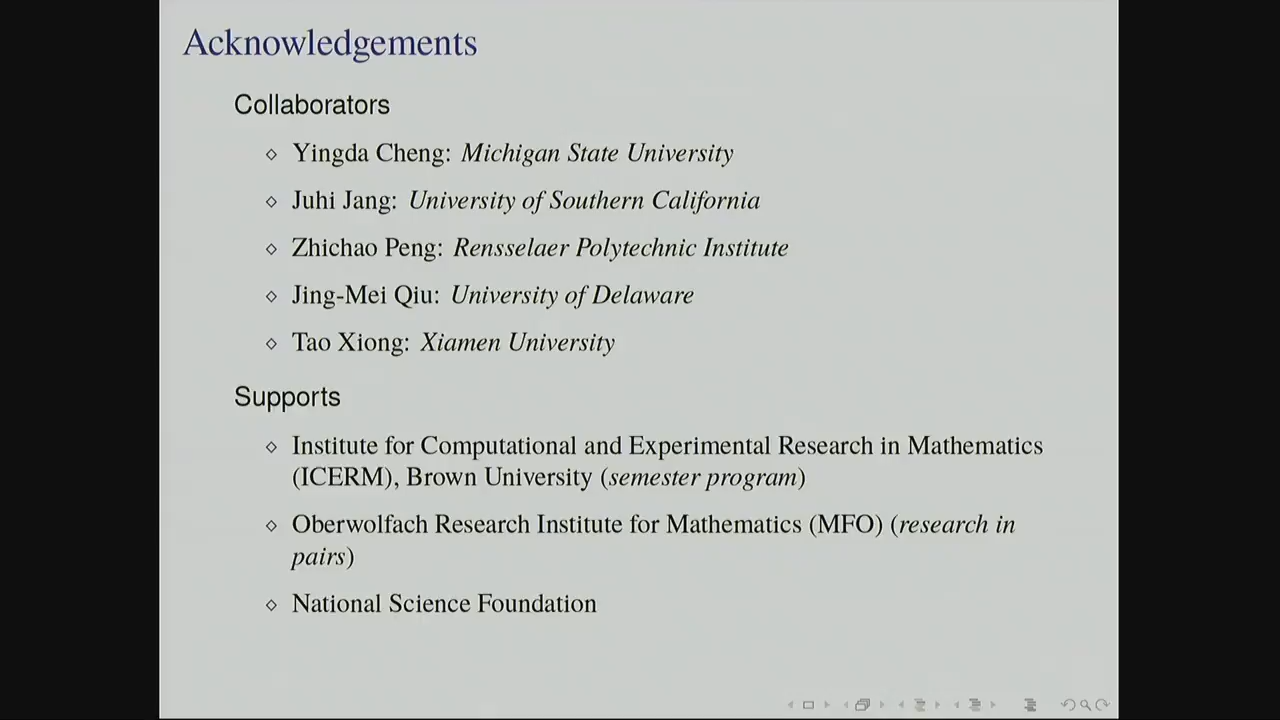 Acknowledgements
Collaborators
⋄ Yingda Cheng: Michigan State University
⋄ Juhi Jang: University of Southern California
⋄ Zhichao Peng: Rensselaer Polytechnic Institute
⋄ Jing-Mei Qiu: University of Delaware
⋄ Tao Xiong: Xiamen University
Supports
⋄ Institute for Computational and Experimental Research in Mathematics
(ICERM), Brown University (semester program)
⋄ Oberwolfach Research Institute for Mathematics (MFO) (research in
pairs)
⋄ National Science Foundation